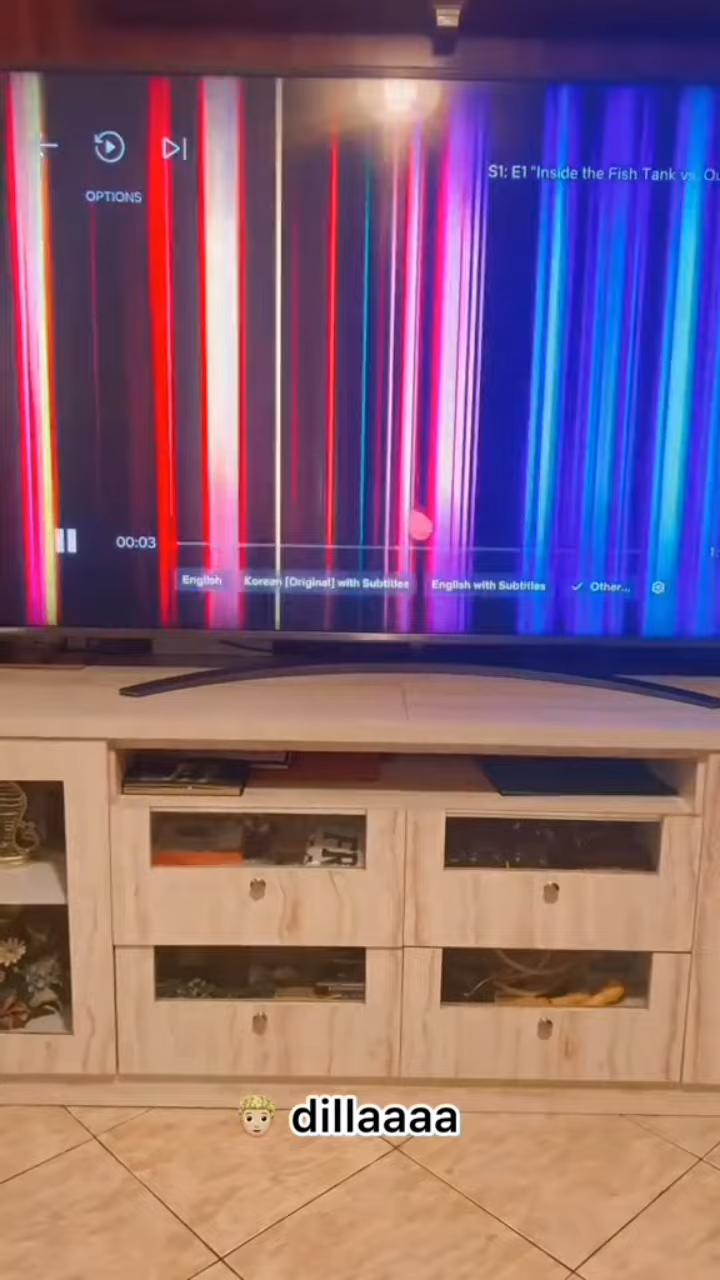 S1: E1 "Inside the Fish Tank vs. Ou
OPTIONS
00:03
English
Korean [Original] with Subtitles
English with Subtitles
Other...
dillaaaa